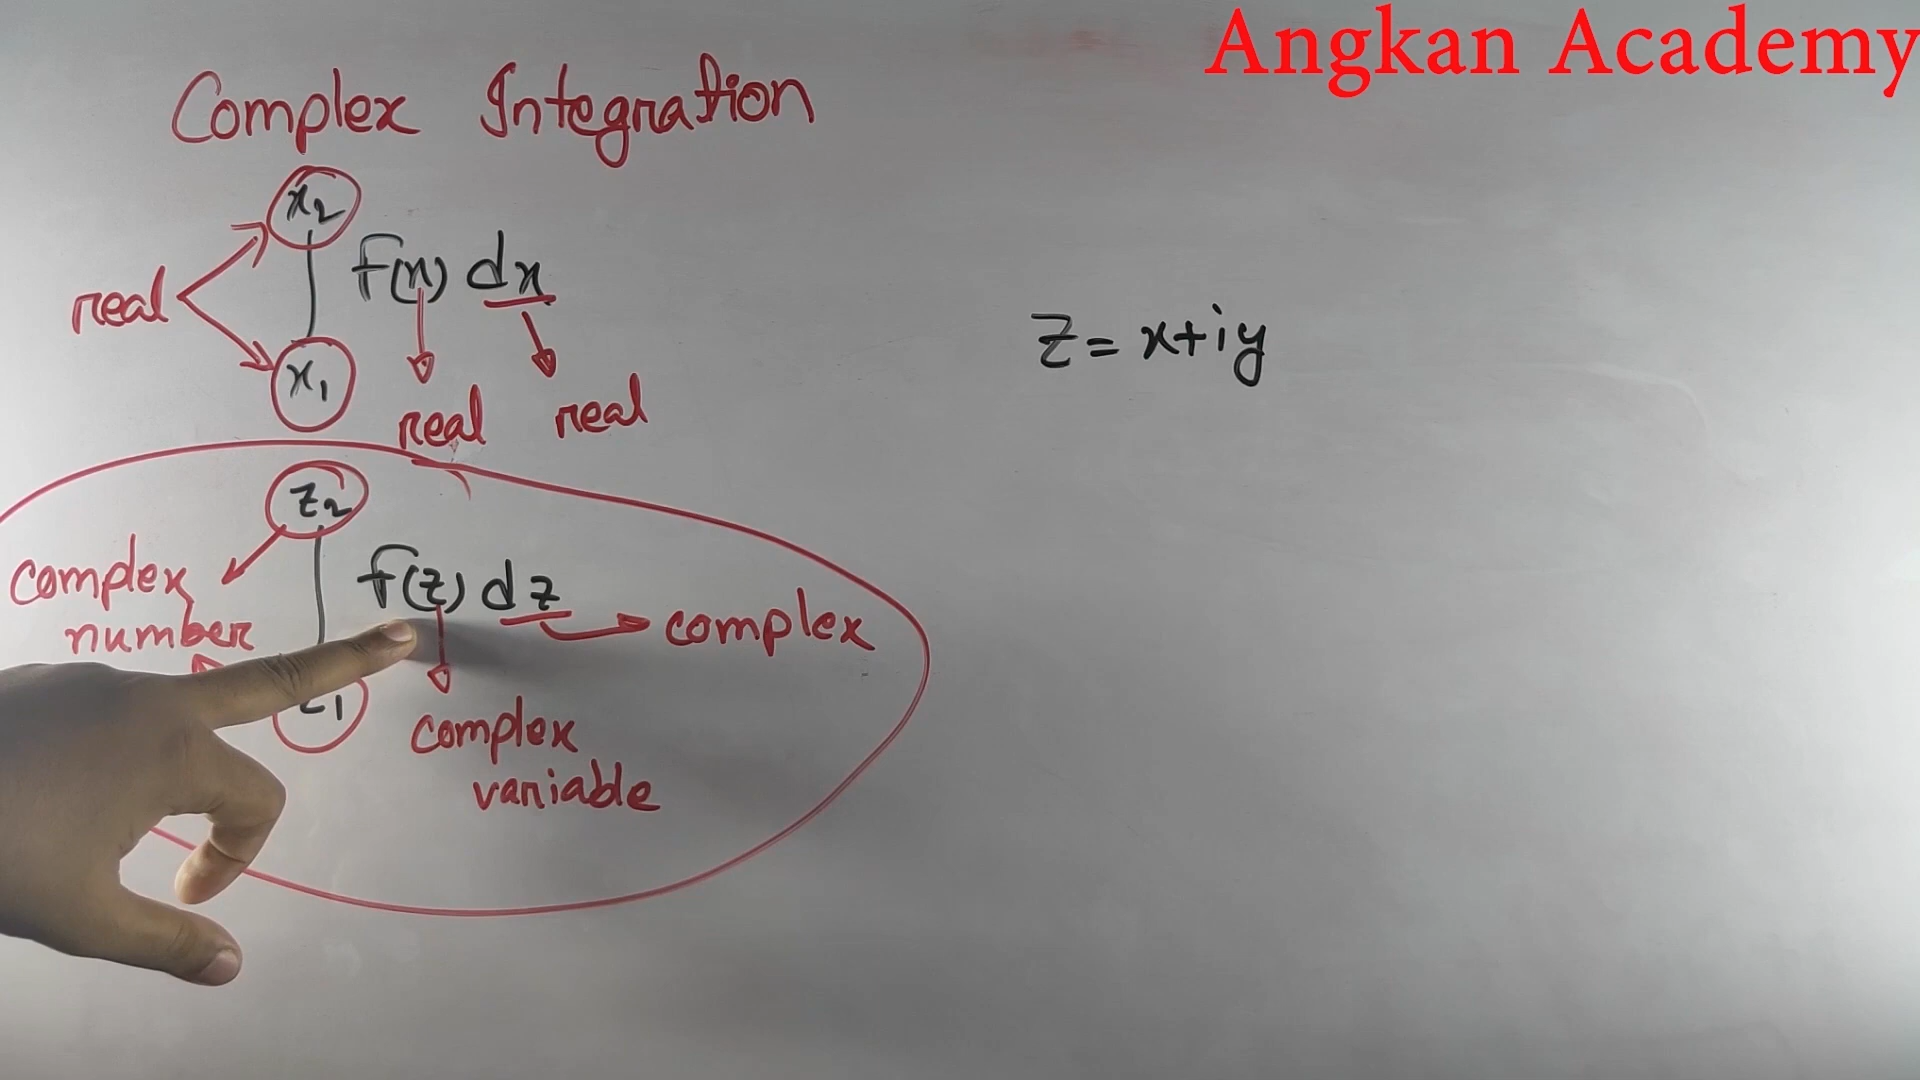 Angkan Academy
Complex Integration
x2
f(x) dx
real
x1
real real
z = x+iy
z2
complex
number
f(z) dz
complex
complex
variable